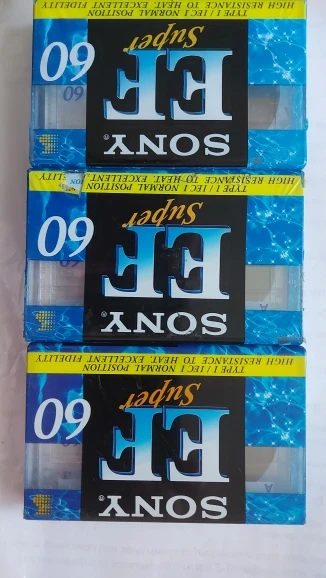 SONY
EF
Super
60
TYPE I / IEC I NORMAL POSITION
HIGH RESISTANCE TO HEAT. EXCELLENT FIDELITY
SONY
EF
Super
60
TYPE I / IEC I NORMAL POSITION
HIGH RESISTANCE TO HEAT. EXCELLENT FIDELITY
SONY
EF
Super
60
TYPE I / IEC I NORMAL POSITION
HIGH RESISTANCE TO HEAT. EXCELLENT